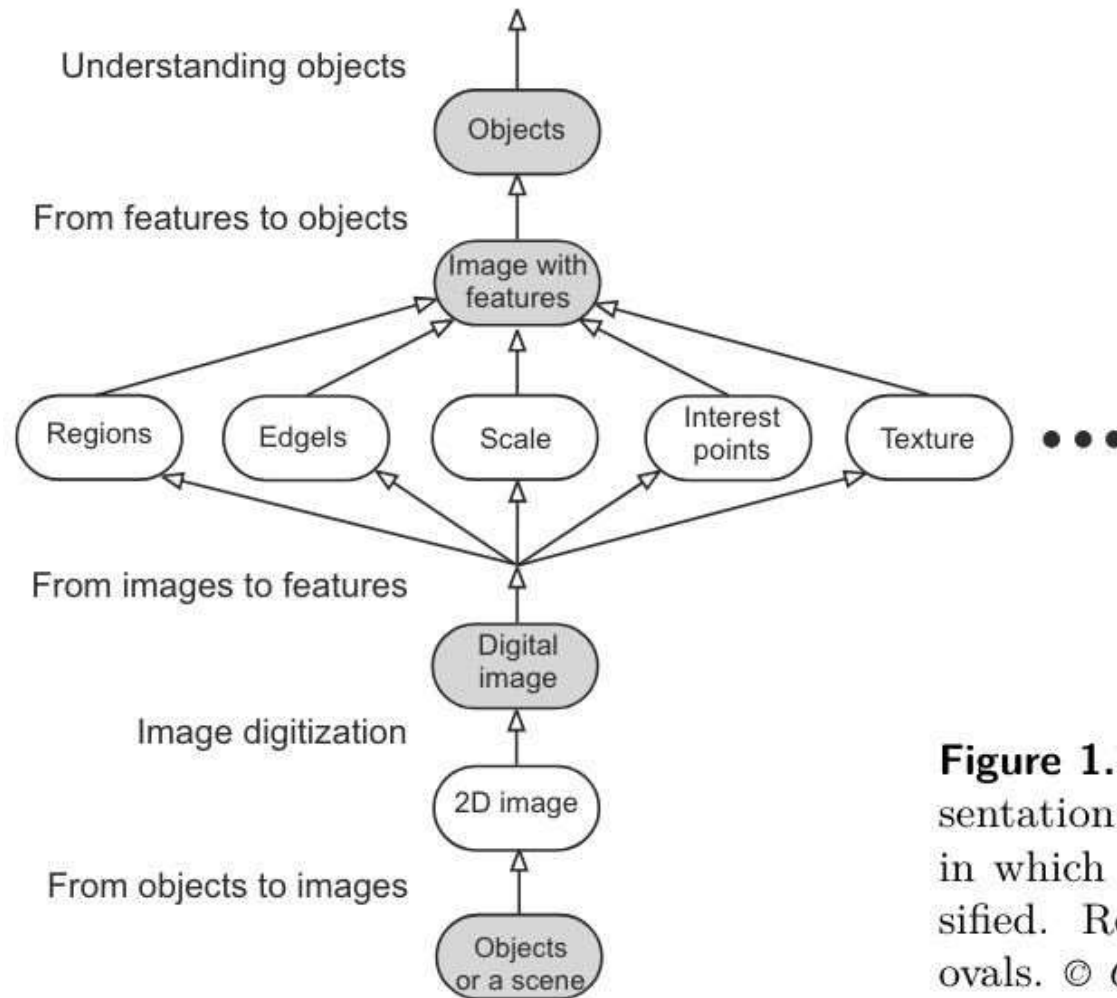 Understanding objects
Objects
From features to objects
Image with
features
Regions
Edgels
Scale
Interest
points
Texture
From images to features
Digital
image
Image digitization
2D image
From objects to images
Objects
or a scene
Figure 1.
sentation
in which
sified. R
ovals. ©